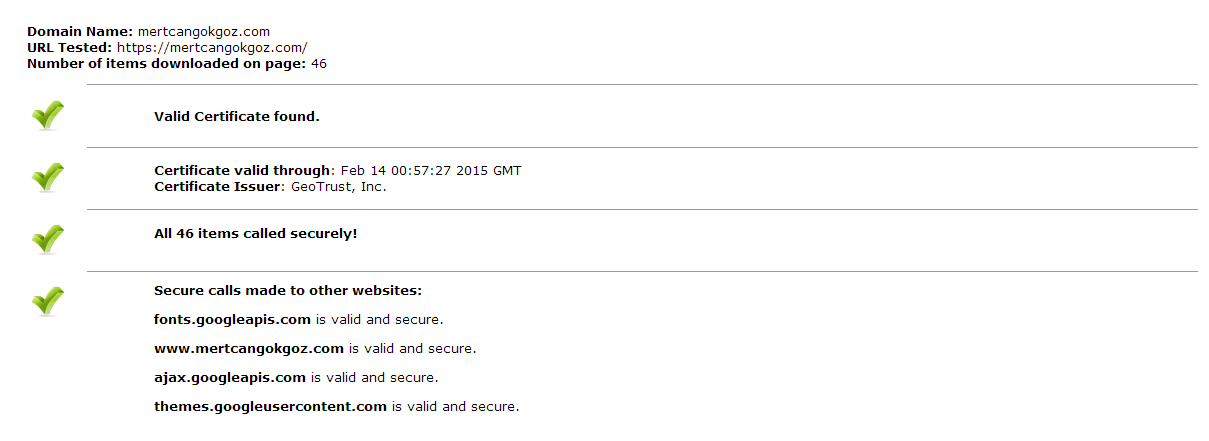 Domain Name: mertcangokgoz.com
URL Tested: https://mertcangokgoz.com/
Number of items downloaded on page: 46
Valid Certificate found.
Certificate valid through: Feb 14 00:57:27 2015 GMT
Certificate Issuer: GeoTrust, Inc.
All 46 items called securely!
Secure calls made to other websites:
fonts.googleapis.com is valid and secure.
www.mertcangokgoz.com is valid and secure.
ajax.googleapis.com is valid and secure.
themes.googleusercontent.com is valid and secure.